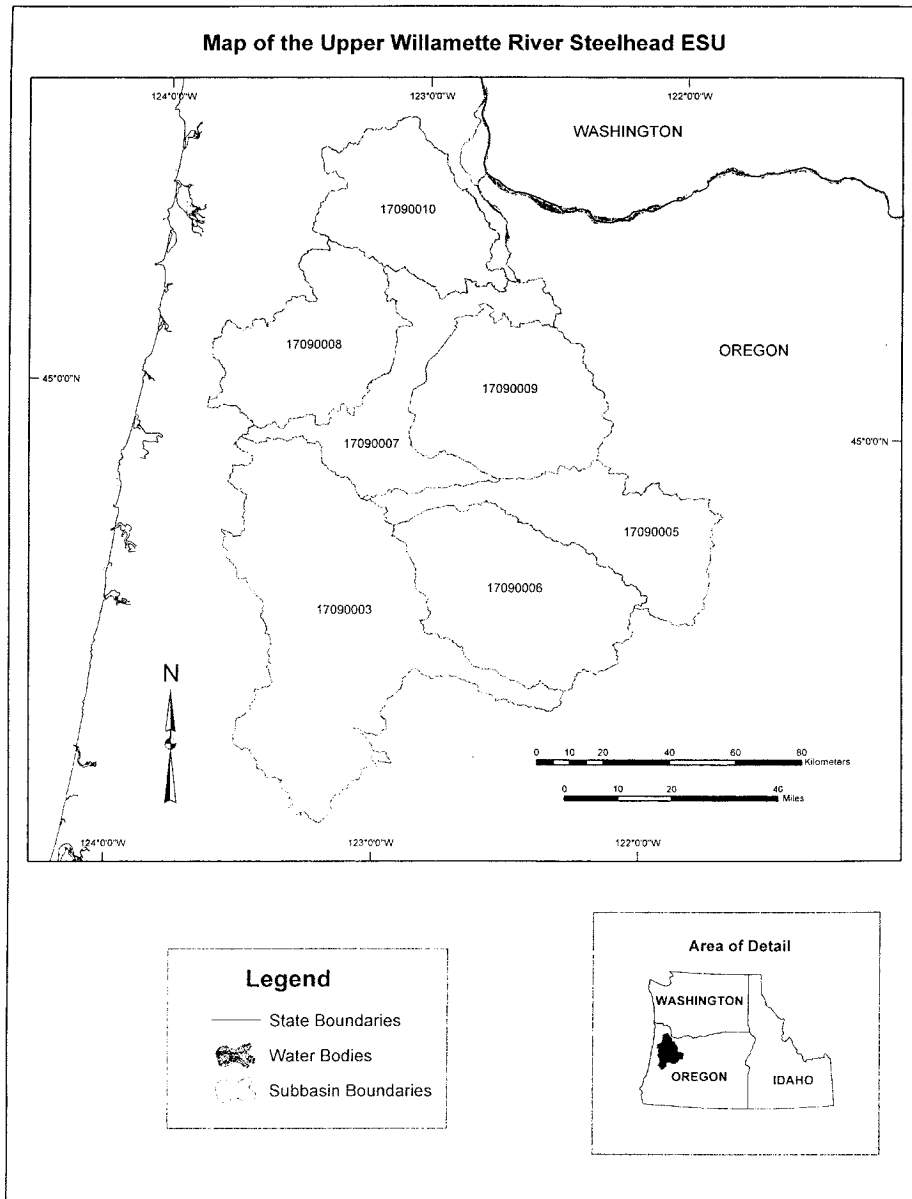 Map of the Upper Willamette River Steelhead ESU
124°0'0"W 123°0'0"W 122°0'0"W
WASHINGTON
17090010
17090008
OREGON
45°0'0"N
17090009
17090007
45°0'0"N
17090005
17090006
17090003
N
0 10 20 40 60 80
Kilometers
0 10 20 40
Miles
124°0'0"W 123°0'0"W 122°0'0"W
Legend
State Boundaries
Water Bodies
Subbasin Boundaries
Area of Detail
WASHINGTON
OREGON
IDAHO